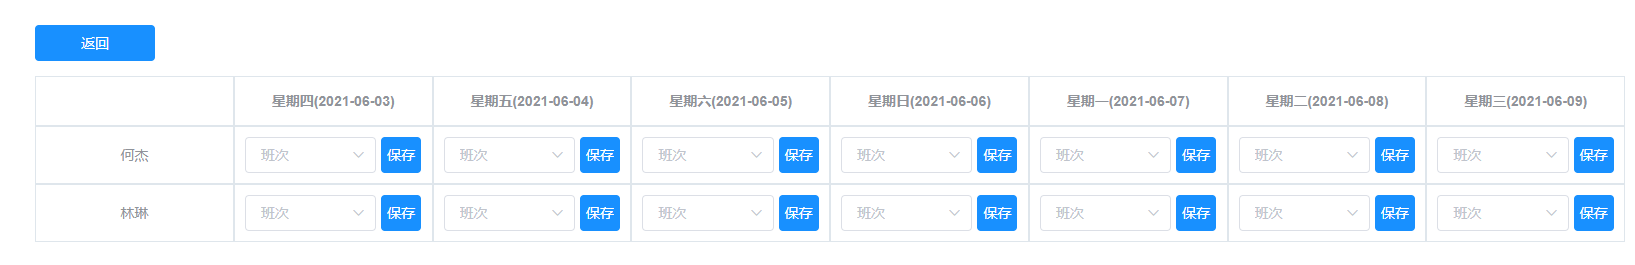 返回
星期四(2021-06-03) 星期五(2021-06-04) 星期六(2021-06-05) 星期日(2021-06-06) 星期一(2021-06-07) 星期二(2021-06-08) 星期三(2021-06-09)
何杰 班次 保存 班次 保存 班次 保存 班次 保存 班次 保存 班次 保存 班次 保存
林琳 班次 保存 班次 保存 班次 保存 班次 保存 班次 保存 班次 保存 班次 保存